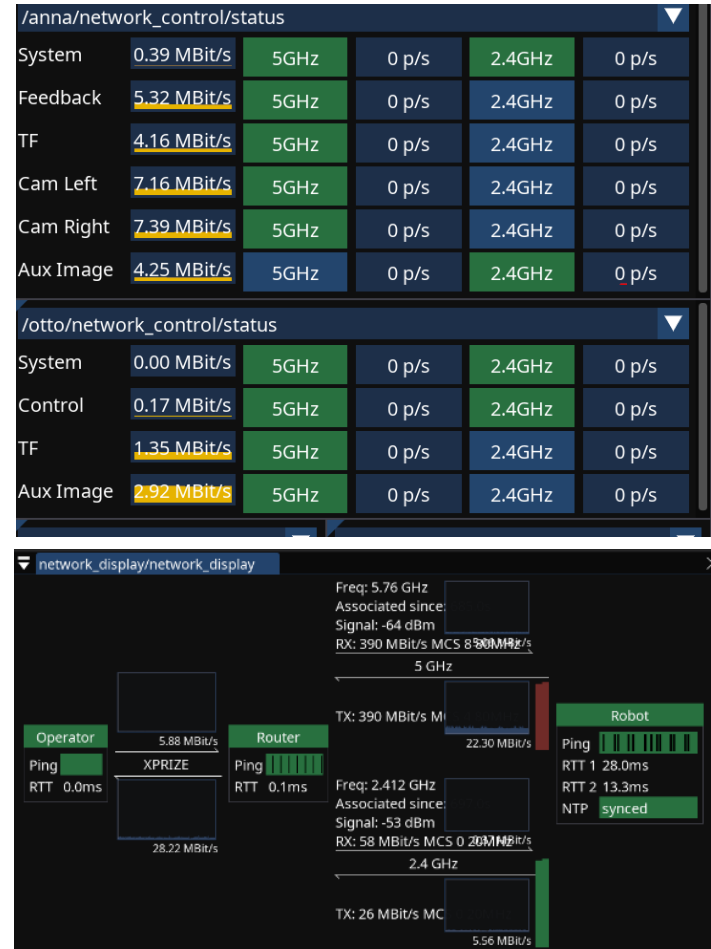 /anna/network_control/status
System 0.39 MBit/s 5GHz 0 p/s 2.4GHz 0 p/s
Feedback 5.32 MBit/s 5GHz 0 p/s 2.4GHz 0 p/s
TF 4.16 MBit/s 5GHz 0 p/s 2.4GHz 0 p/s
Cam Left 7.16 MBit/s 5GHz 0 p/s 2.4GHz 0 p/s
Cam Right 7.39 MBit/s 5GHz 0 p/s 2.4GHz 0 p/s
Aux Image 4.25 MBit/s 5GHz 0 p/s 2.4GHz 0 p/s
/otto/network_control/status
System 0.00 MBit/s 5GHz 0 p/s 2.4GHz 0 p/s
Control 0.17 MBit/s 5GHz 0 p/s 2.4GHz 0 p/s
TF 1.35 MBit/s 5GHz 0 p/s 2.4GHz 0 p/s
Aux Image 2.92 MBit/s 5GHz 0 p/s 2.4GHz 0 p/s
network_display/network_display
Operator
Ping
RTT 0.0ms
5.88 MBit/s
XPRIZE
28.22 MBit/s
Router
Ping
RTT 0.1ms
Freq: 5.76 GHz
Associated since:
Signal: -64 dBm
RX: 390 MBit/s MCS 8 80MHz
5 GHz
TX: 390 MBit/s
22.30 MBit/s
Freq: 2.412 GHz
Associated since:
Signal: -53 dBm
RX: 58 MBit/s MCS 0 20MHz
2.4 GHz
TX: 26 MBit/s MC
5.56 MBit/s
Robot
Ping
RTT 1 28.0ms
RTT 2 13.3ms
NTP synced